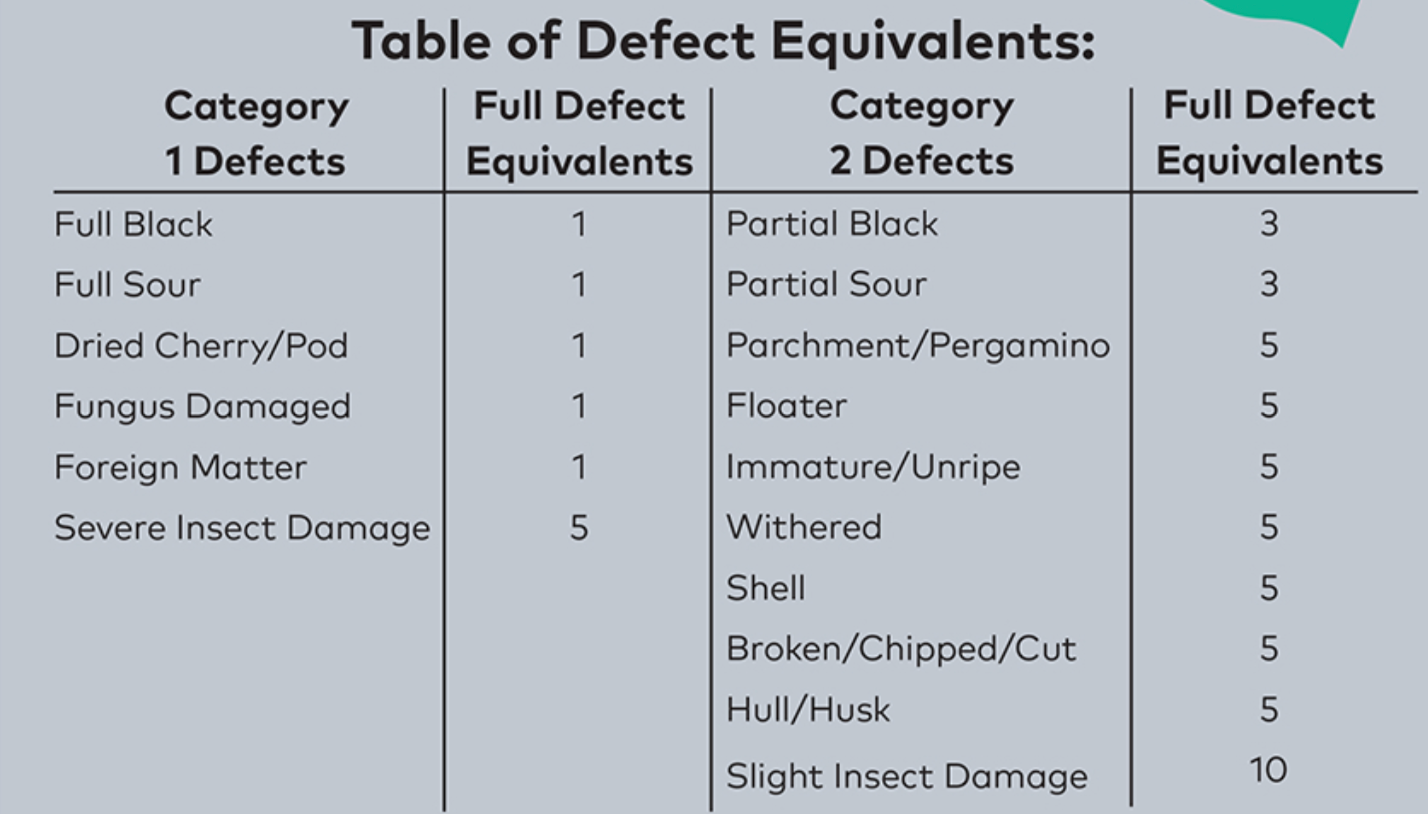 Table of Defect Equivalents:
Category Full Defect Category Full Defect
1 Defects Equivalents 2 Defects Equivalents
Full Black 1 Partial Black 3
Full Sour 1 Partial Sour 3
Dried Cherry/Pod 1 Parchment/Pergamino 5
Fungus Damaged 1 Floater 5
Foreign Matter 1 Immature/Unripe 5
Severe Insect Damage 5 Withered 5
Shell 5
Broken/Chipped/Cut 5
Hull/Husk 5
Slight Insect Damage 10